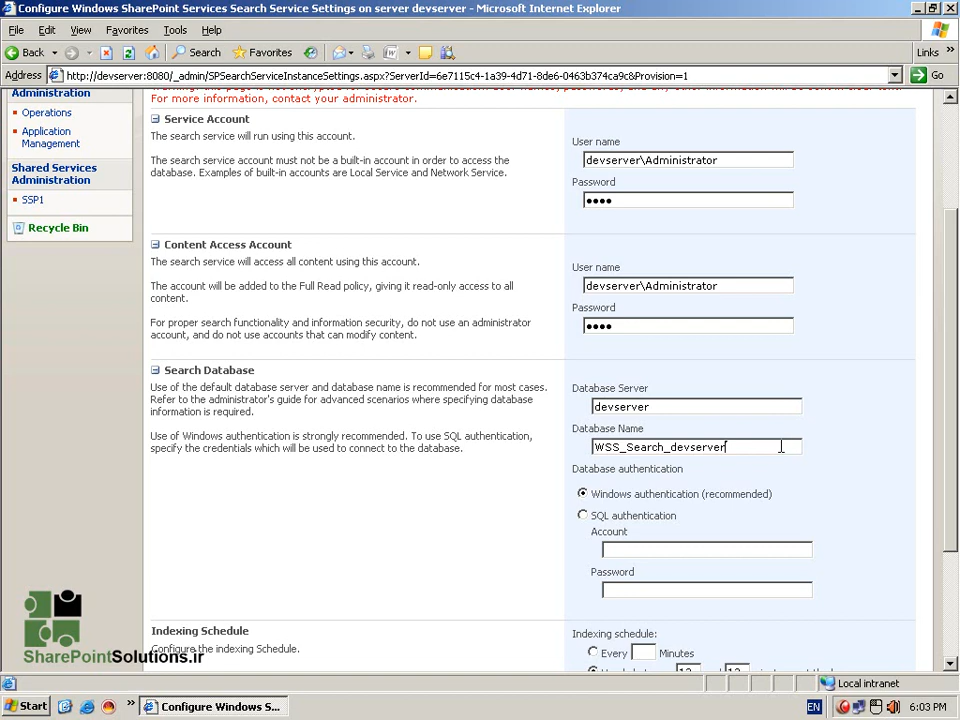 Configure Windows SharePoint Services Search Service Settings on server devserver - Microsoft Internet Explorer
File Edit View Favorites Tools Help
Back Search Favorites Links »
Address http://devserver:8080/_admin/SPSearchServiceInstanceSettings.aspx?ServerId=6e7115c4-1a39-4d71-8de6-0463b374ca9c&Provision=1 Go
Administration
Operations
Application
Management
Shared Services
Administration
SSP1
Recycle Bin
For more information, contact your administrator.
Service Account
The search service will run using this account.
The search service account must not be a built-in account in order to access the
database. Examples of built-in accounts are Local Service and Network Service.
User name
devserver\Administrator
Password
••••
Content Access Account
The search service will access all content using this account.
The account will be added to the Full Read policy, giving it read-only access to all
content.
For proper search functionality and information security, do not use an administrator
account, and do not use accounts that can modify content.
User name
devserver\Administrator
Password
••••
Search Database
Use of the default database server and database name is recommended for most cases.
Refer to the administrator's guide for advanced scenarios where specifying database
information is required.
Use of Windows authentication is strongly recommended. To use SQL authentication,
specify the credentials which will be used to connect to the database.
Database Server
devserver
Database Name
WSS_Search_devserver
Database authentication
Windows authentication (recommended)
SQL authentication
Account
Password
Indexing Schedule
Configure the indexing Schedule.
Indexing schedule:
Every Minutes
SharePointSolutions.ir
Local intranet
Start » Configure Windows S... EN 6:03 PM